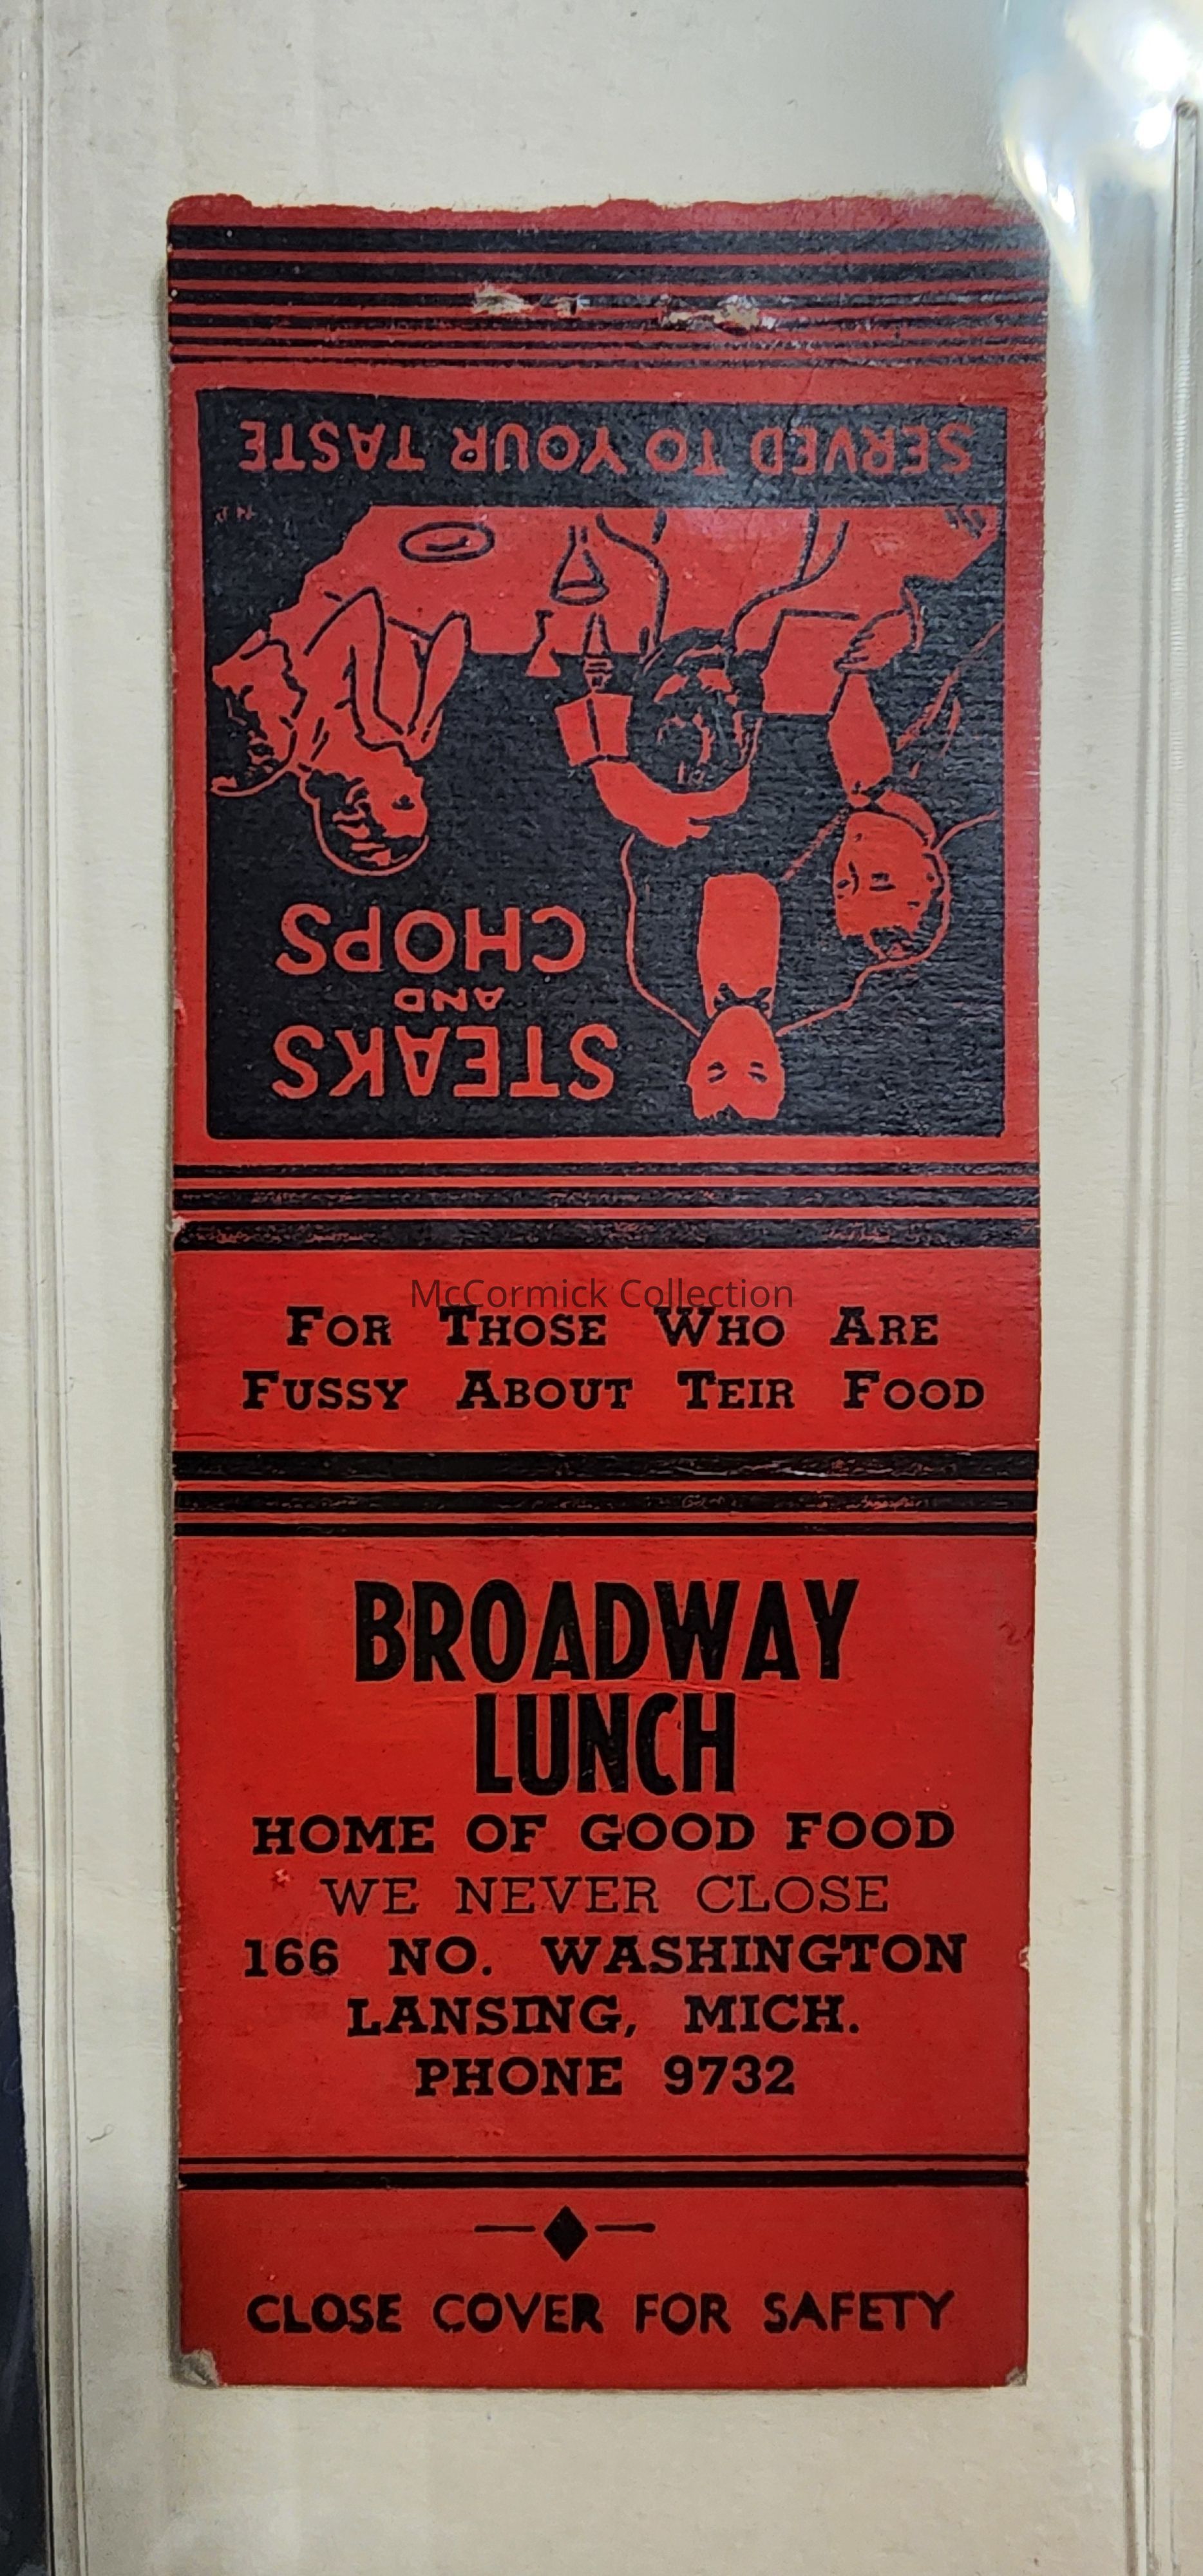 SERVED TO YOUR TASTE
STEAKS
AND
CHOPS
McCormick Collection
FOR THOSE WHO ARE
FUSSY ABOUT TEIR FOOD
BROADWAY
LUNCH
HOME OF GOOD FOOD
WE NEVER CLOSE
166 NO. WASHINGTON
LANSING, MICH.
PHONE 9732
CLOSE COVER FOR SAFETY